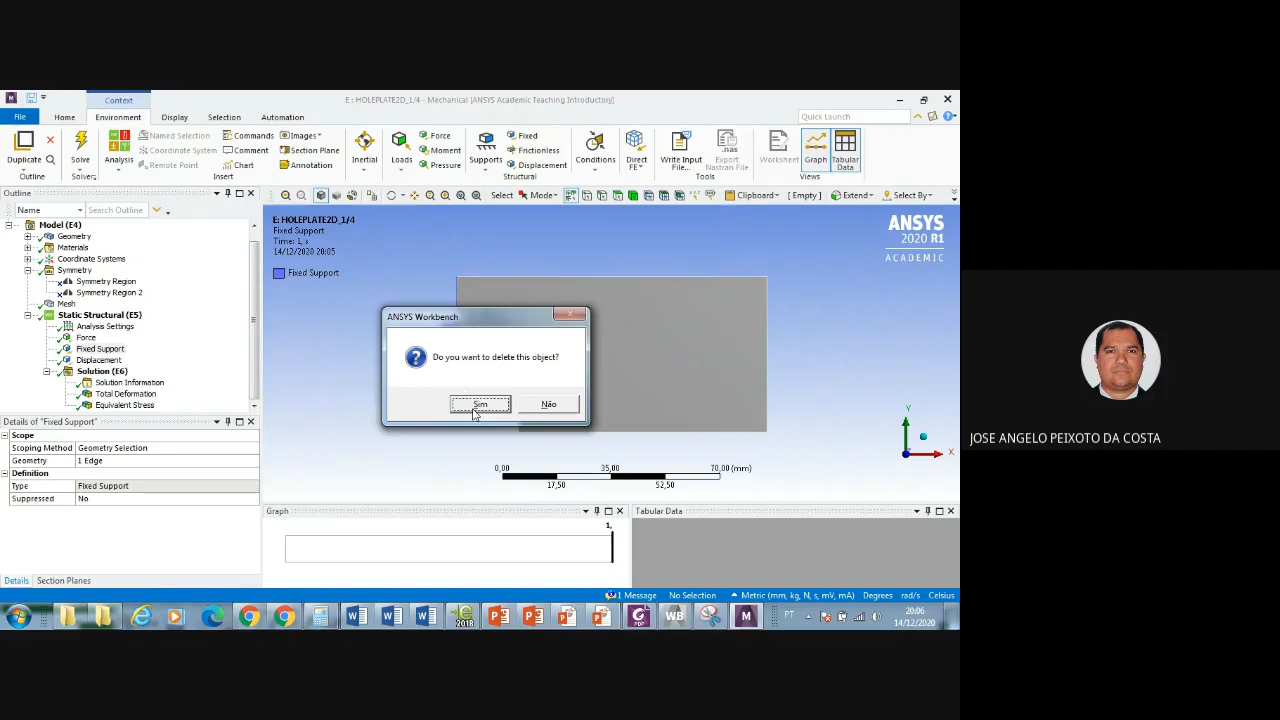 Context
E : HOLEPLATE2D_1/4 - Mechanical [ANSYS Academic Teaching Introductory]
File Home Environment Display Selection Automation
Quick Launch
Duplicate
Outline
Solve
Solver
Analysis
Named Selection
Coordinate System
Remote Point
Commands
Comment
Chart
Images
Section Plane
Annotation
Insert
Inertial
Loads
Force
Moment
Pressure
Supports
Fixed
Frictionless
Displacement
Structural
Conditions
Direct
FE
Write Input
File...
Export
Nastran File
Tools
Worksheet
Graph
Tabular
Data
Views
Outline
Name
Search Outline
Select Mode
Clipboard [ Empty ] Extend Select By
Model (E4)
Geometry
Materials
Coordinate Systems
Symmetry
Symmetry Region
Symmetry Region 2
Mesh
Static Structural (E5)
Analysis Settings
Force
Fixed Support
Displacement
Solution (E6)
Solution Information
Total Deformation
Equivalent Stress
E: HOLEPLATE2D_1/4
Fixed Support
Time: 1, s
14/12/2020 20:05
Fixed Support
ANSYS
2020 R1
ACADEMIC
ANSYS Workbench
Do you want to delete this object?
Sim
Não
Details of "Fixed Support"
Scope
Scoping Method Geometry Selection
Geometry 1 Edge
Definition
Type Fixed Support
Suppressed No
Y
X
0,00 35,00 70,00 (mm)
17,50 52,50
Graph
1,
Tabular Data
Details Section Planes
1 Message No Selection Metric (mm, kg, N, s, mV, mA) Degrees rad/s Celsius
2018
WB
PT
20:06
14/12/2020
JOSE ANGELO PEIXOTO DA COSTA